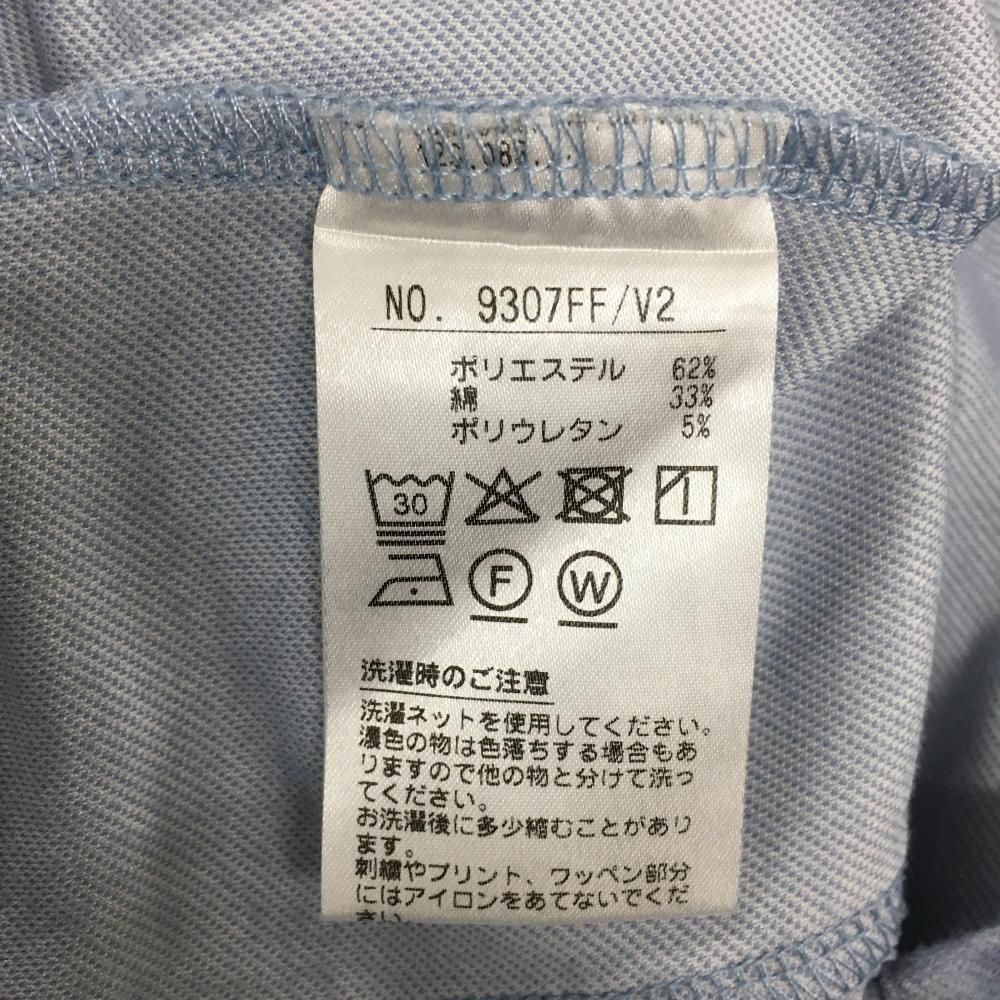 NO. 9307FF/V2
ポリエステル 62%
綿 33%
ポリウレタン 5%
30
F W
洗濯時のご注意
洗濯ネットを使用してください。
濃色の物は色落ちする場合もあ
りますので他の物と分けて洗っ
てください。
お洗濯後に多少縮むことがあり
ます。
刺繍やプリント、ワッペン部分
にはアイロンをあてないでくだ
さい。